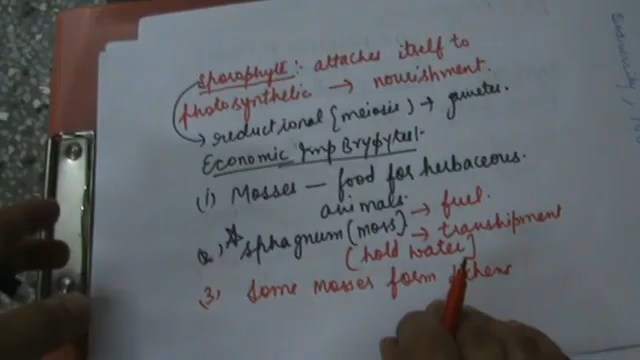 Sporophyte :- attaches itself to
photosynthetic → nourishment.
→ reductional (meiosis) → gametes.
Economic Imp Bryophytes:-
(1) Mosses — food for herbaceous
animals.
(2) ☆ Sphagnum (moss) → fuel.
→ transhipment
(hold water)
(3) Some mosses form